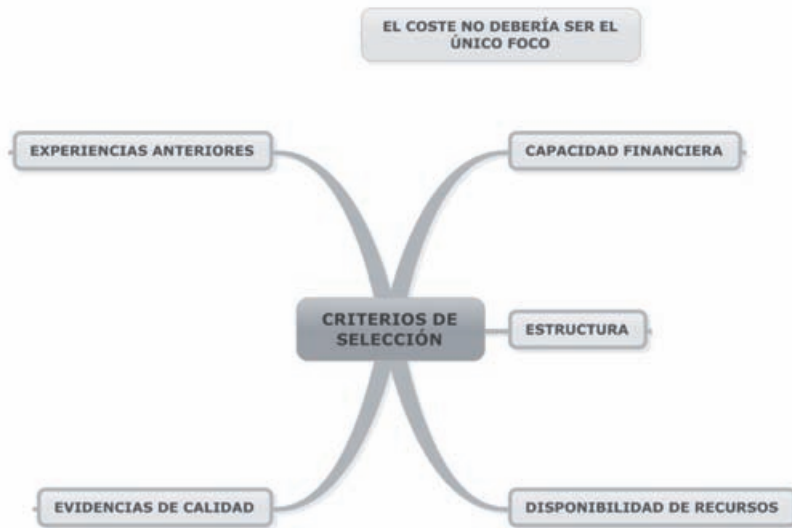 EL COSTE NO DEBERÍA SER EL
ÚNICO FOCO
EXPERIENCIAS ANTERIORES
CAPACIDAD FINANCIERA
CRITERIOS DE
SELECCIÓN
ESTRUCTURA
EVIDENCIAS DE CALIDAD
DISPONIBILIDAD DE RECURSOS